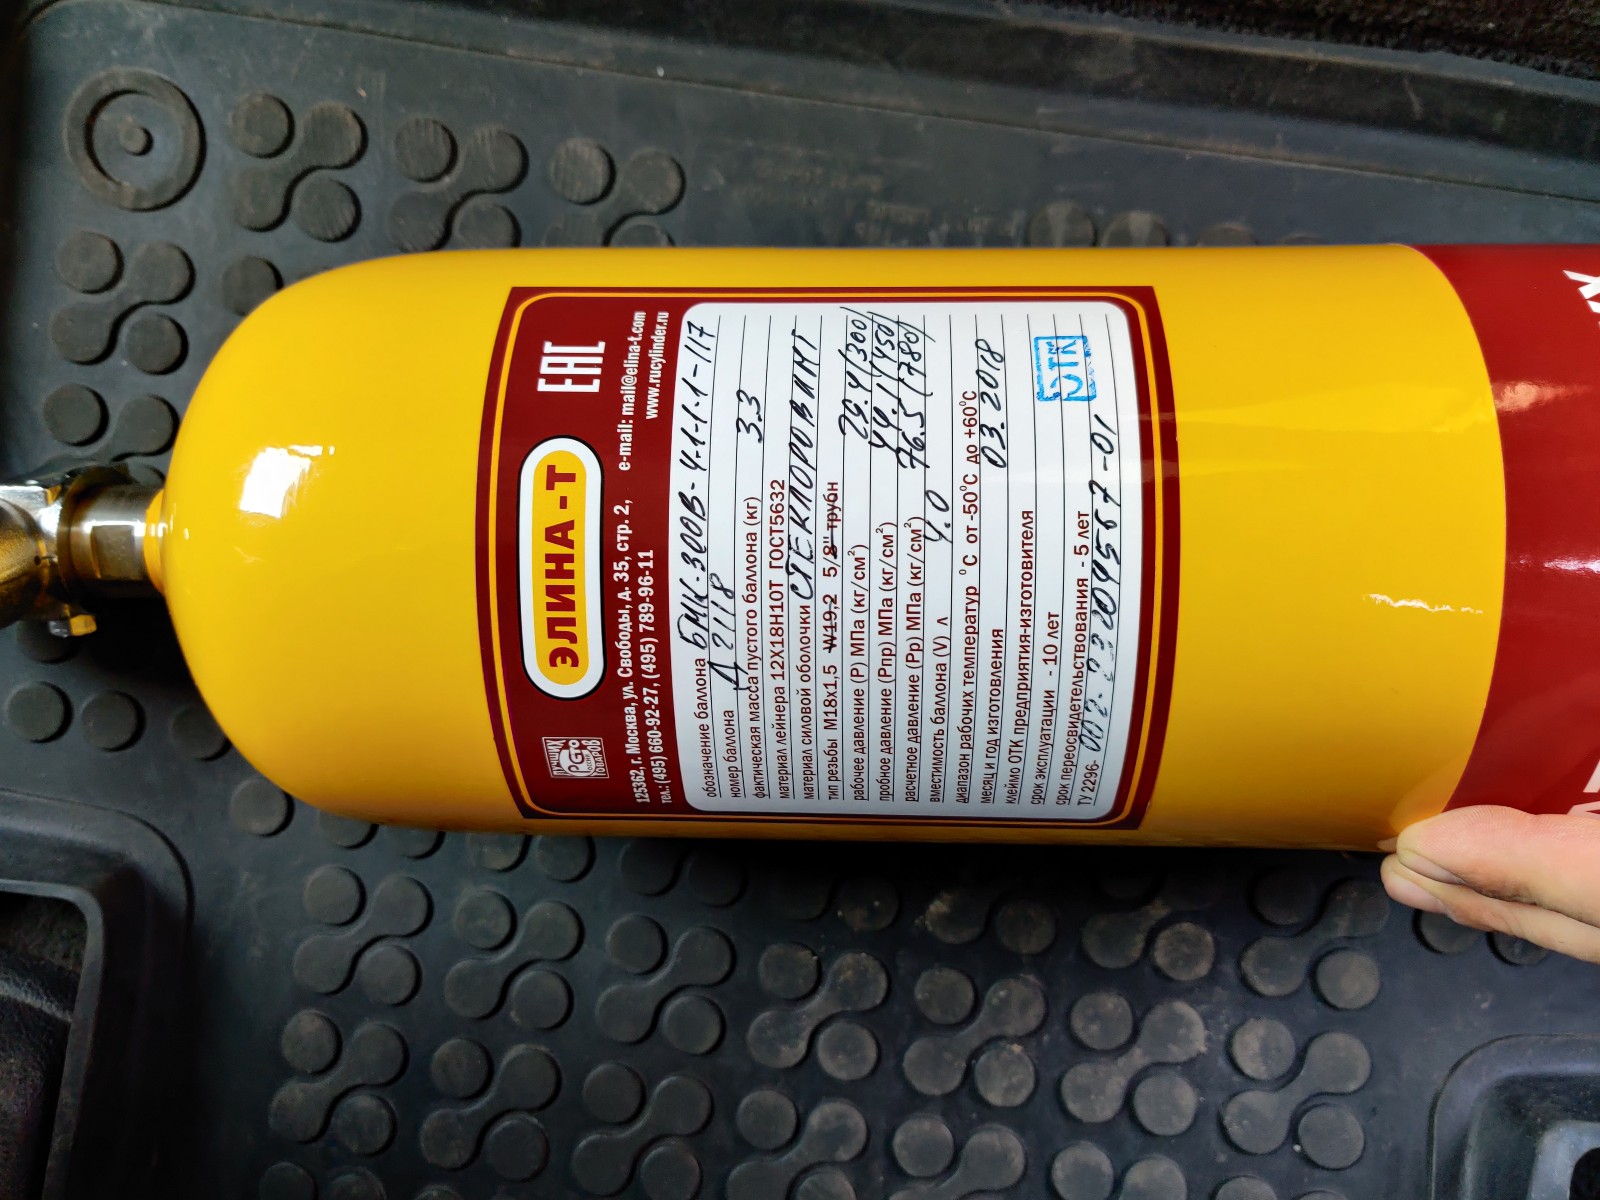 ЭЛИНА-Т
EAC
ЛУЧШИХ
ТОВАРОВ
125362, г. Москва, ул. Свободы, д. 35, стр. 2, e-mail: mail@elina-t.com
тел.: (495) 660-92-27, (495) 789-96-11 www.rucylinder.ru
обозначение баллона БМК-300В-4-1-1-1-117
номер баллона Д 2118
фактическая масса пустого баллона (кг) 3.3
материал лейнера 12Х18Н10Т ГОСТ5632
материал силовой оболочки СТЕКЛОРОВИНГ
тип резьбы М18х1,5 W19,2 5/8" трубн
рабочее давление (Р) МПа (кг/см²) 29.4 (300)
пробное давление (Рпр) МПа (кг/см²) 44.1 (450)
расчетное давление (Рр) МПа (кг/см²) 76.5 (780)
вместимость баллона (V) л 4.0
диапазон рабочих температур °С от -50°С до +60°С
месяц и год изготовления 03.2018
клеймо ОТК предприятия-изготовителя ОТК
срок эксплуатации - 10 лет
срок переосвидетельствования - 5 лет
ТУ 2296-